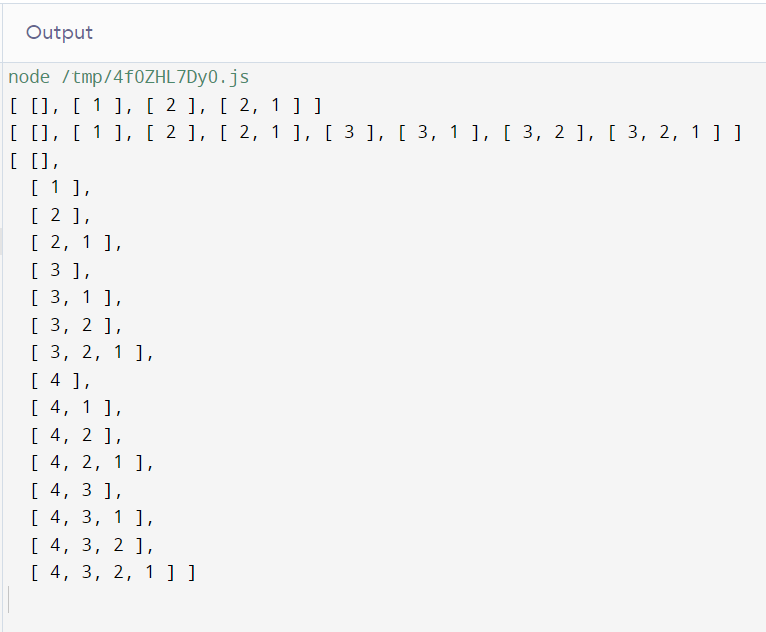 Output
node /tmp/4fOZHL7Dy0.js
[ [], [ 1 ], [ 2 ], [ 2, 1 ] ]
[ [], [ 1 ], [ 2 ], [ 2, 1 ], [ 3 ], [ 3, 1 ], [ 3, 2 ], [ 3, 2, 1 ] ]
[ [],
  [ 1 ],
  [ 2 ],
  [ 2, 1 ],
  [ 3 ],
  [ 3, 1 ],
  [ 3, 2 ],
  [ 3, 2, 1 ],
  [ 4 ],
  [ 4, 1 ],
  [ 4, 2 ],
  [ 4, 2, 1 ],
  [ 4, 3 ],
  [ 4, 3, 1 ],
  [ 4, 3, 2 ],
  [ 4, 3, 2, 1 ] ]